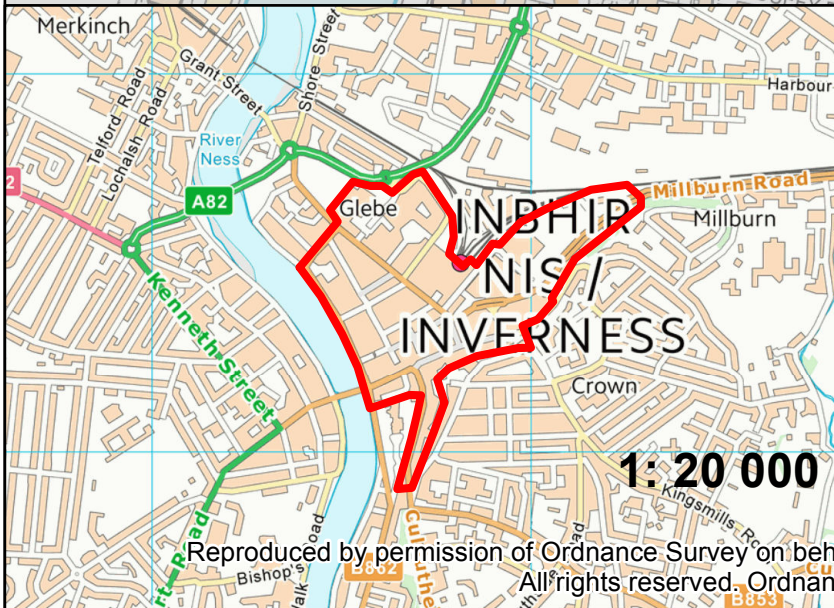 Merkinch
Grant Street
Shore Street
Telford Road
Lochalsh Road
River
Ness
Harbour
2
A82
Glebe
Millburn Road
Millburn
INBHIR
NIS /
INVERNESS
Kenneth Street
Crown
1: 20 000
Kingsmills
Reproduced by permission of Ordnance Survey on beh
All rights reserved. Ordnan
Bishop's Road
B862
B853